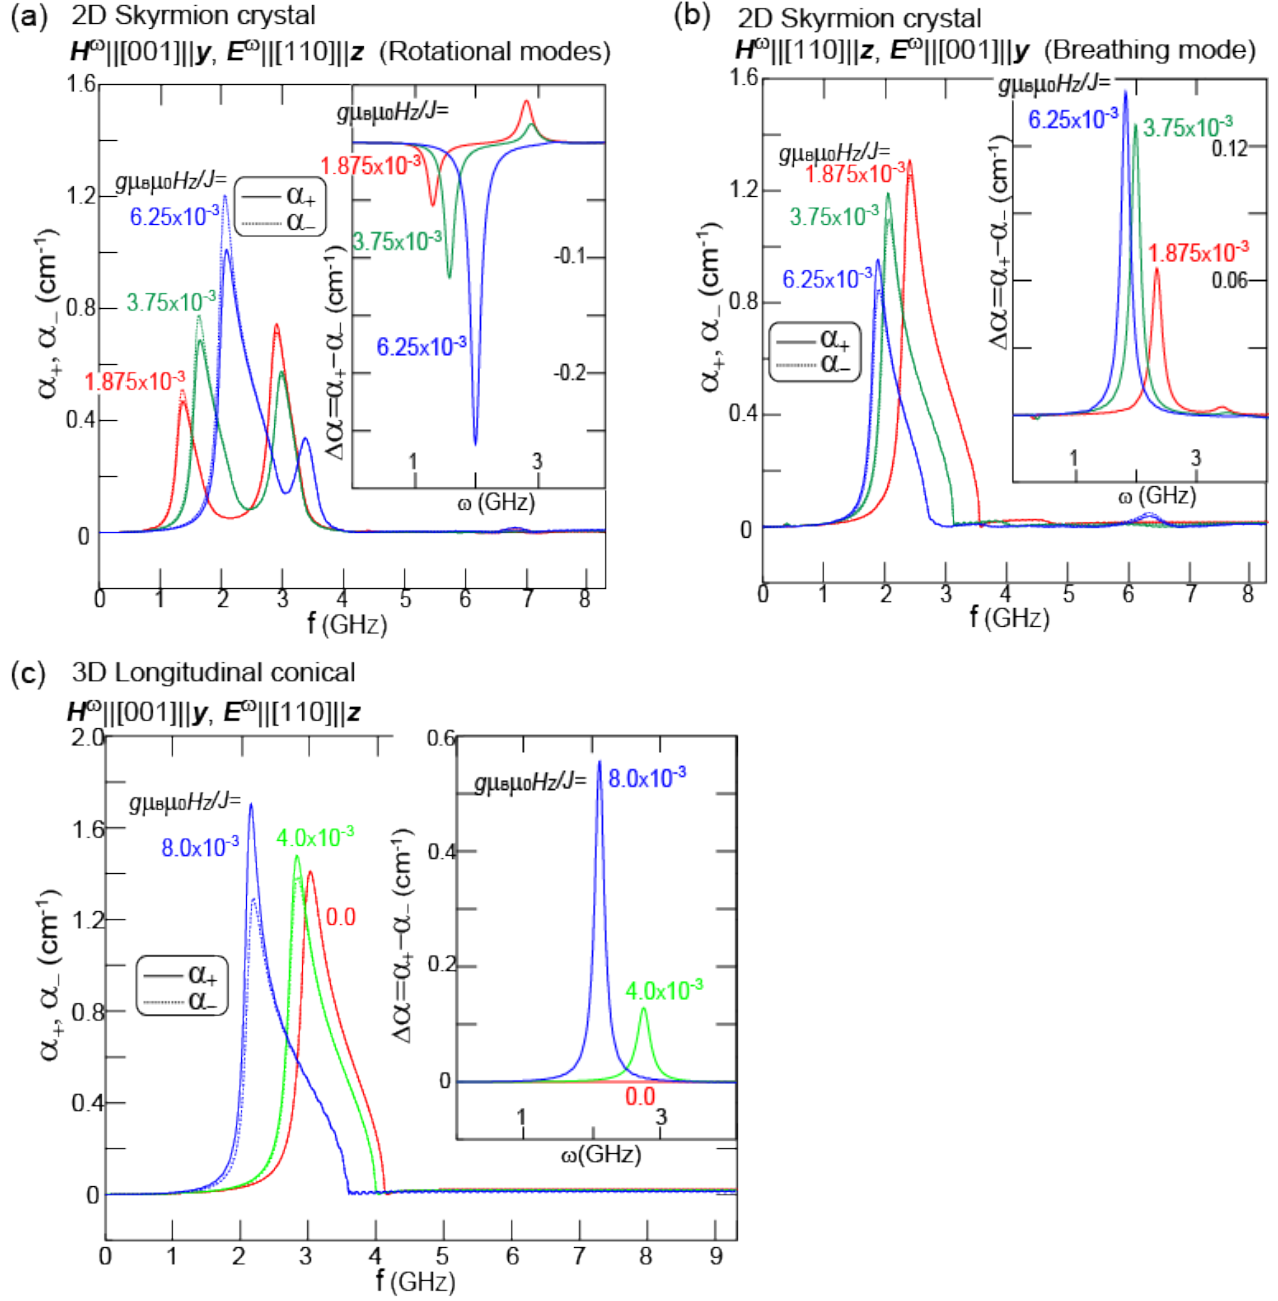 (a) 2D Skyrmion crystal
H^ω||[001]||y, E^ω||[110]||z (Rotational modes)
1.6
1.2
0.8
0.4
0
α₊, α₋ (cm⁻¹)
gμBμ0Hz/J=
6.25x10⁻³
3.75x10⁻³
1.875x10⁻³
α₊
α₋
gμBμ0Hz/J=
1.875x10⁻³
3.75x10⁻³
6.25x10⁻³
-0.1
-0.2
Δα=α₊−α₋ (cm⁻¹)
1 3
ω (GHz)
0 1 2 3 4 5 6 7 8
f (GHz)
(b) 2D Skyrmion crystal
H^ω||[110]||z, E^ω||[001]||y (Breathing mode)
1.6
1.2
0.8
0.4
0
α₊, α₋ (cm⁻¹)
gμBμ0Hz/J=
1.875x10⁻³
3.75x10⁻³
6.25x10⁻³
α₊
α₋
gμBμ0Hz/J=
6.25x10⁻³
3.75x10⁻³
1.875x10⁻³
0.12
0.06
Δα=α₊−α₋ (cm⁻¹)
1 3
ω (GHz)
0 1 2 3 4 5 6 7 8
f (GHz)
(c) 3D Longitudinal conical
H^ω||[001]||y, E^ω||[110]||z
2.0
1.6
1.2
0.8
0.4
0
α₊, α₋ (cm⁻¹)
gμBμ0Hz/J=
8.0x10⁻³
4.0x10⁻³
0.0
α₊
α₋
0.6
0.4
0.2
0
Δα=α₊−α₋ (cm⁻¹)
gμBμ0Hz/J=
8.0x10⁻³
4.0x10⁻³
0.0
1 3
ω(GHz)
0 1 2 3 4 5 6 7 8 9
f (GHz)